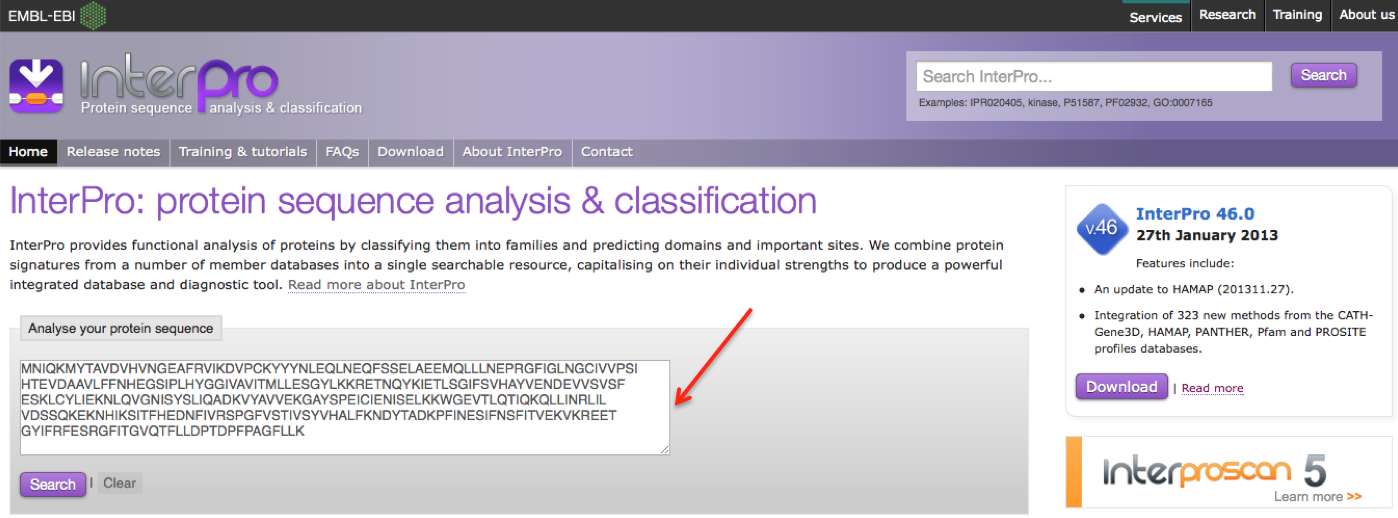 EMBL-EBI
Services
Research
Training
About us
InterPro
Protein sequence analysis & classification
Search InterPro...
Search
Examples: IPR020405, kinase, P51587, PF02932, GO:0007165
Home
Release notes
Training & tutorials
FAQs
Download
About InterPro
Contact
InterPro: protein sequence analysis & classification
InterPro provides functional analysis of proteins by classifying them into families and predicting domains and important sites. We combine protein
signatures from a number of member databases into a single searchable resource, capitalising on their individual strengths to produce a powerful
integrated database and diagnostic tool. Read more about InterPro
Analyse your protein sequence
MNIQKMYTAVDVHVNGEAFRVIKDVPCKYYYNLEQLNEQFSSELAEEMQLLLNEPRGFIGLNGCIVVPSI
HTEVDAAVLFFNHEGSIPLHYGGIVAVITMLLESGYLKKRETNQYKIETLSGIFSVHAYVENDEVVSVSF
ESKLCYLIEKNLQVGNISYSLIQADKVYAVVEKGAYSPEICIENISELKKWGEVTLQTIQKQLLINRLIL
VDSSQKEKNHIKSITFHEDNFIVRSPGFVSTIVSYVHALFKNDYTADKPFINESIFNSFITVEKVKREET
GYIFRFESRGFITGVQTFLLDPTDPFPAGFLLK
Search | Clear
v.46
InterPro 46.0
27th January 2013
Features include:
An update to HAMAP (201311.27).
Integration of 323 new methods from the CATH-
Gene3D, HAMAP, PANTHER, Pfam and PROSITE
profiles databases.
Download | Read more
interproscan 5
Learn more >>